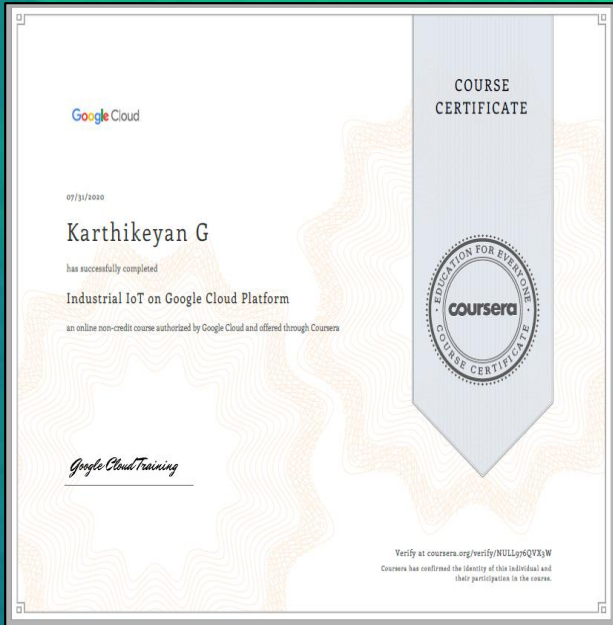 COURSE
CERTIFICATE
Google Cloud
07/31/2020
Karthikeyan G
has successfully completed
Industrial IoT on Google Cloud Platform
an online non-credit course authorized by Google Cloud and offered through Coursera
EDUCATION FOR EVERYONE
coursera
COURSE CERTIFICATE
Google Cloud Training
Verify at coursera.org/verify/NULL976QVX3W
Coursera has confirmed the identity of this individual and
their participation in the course.